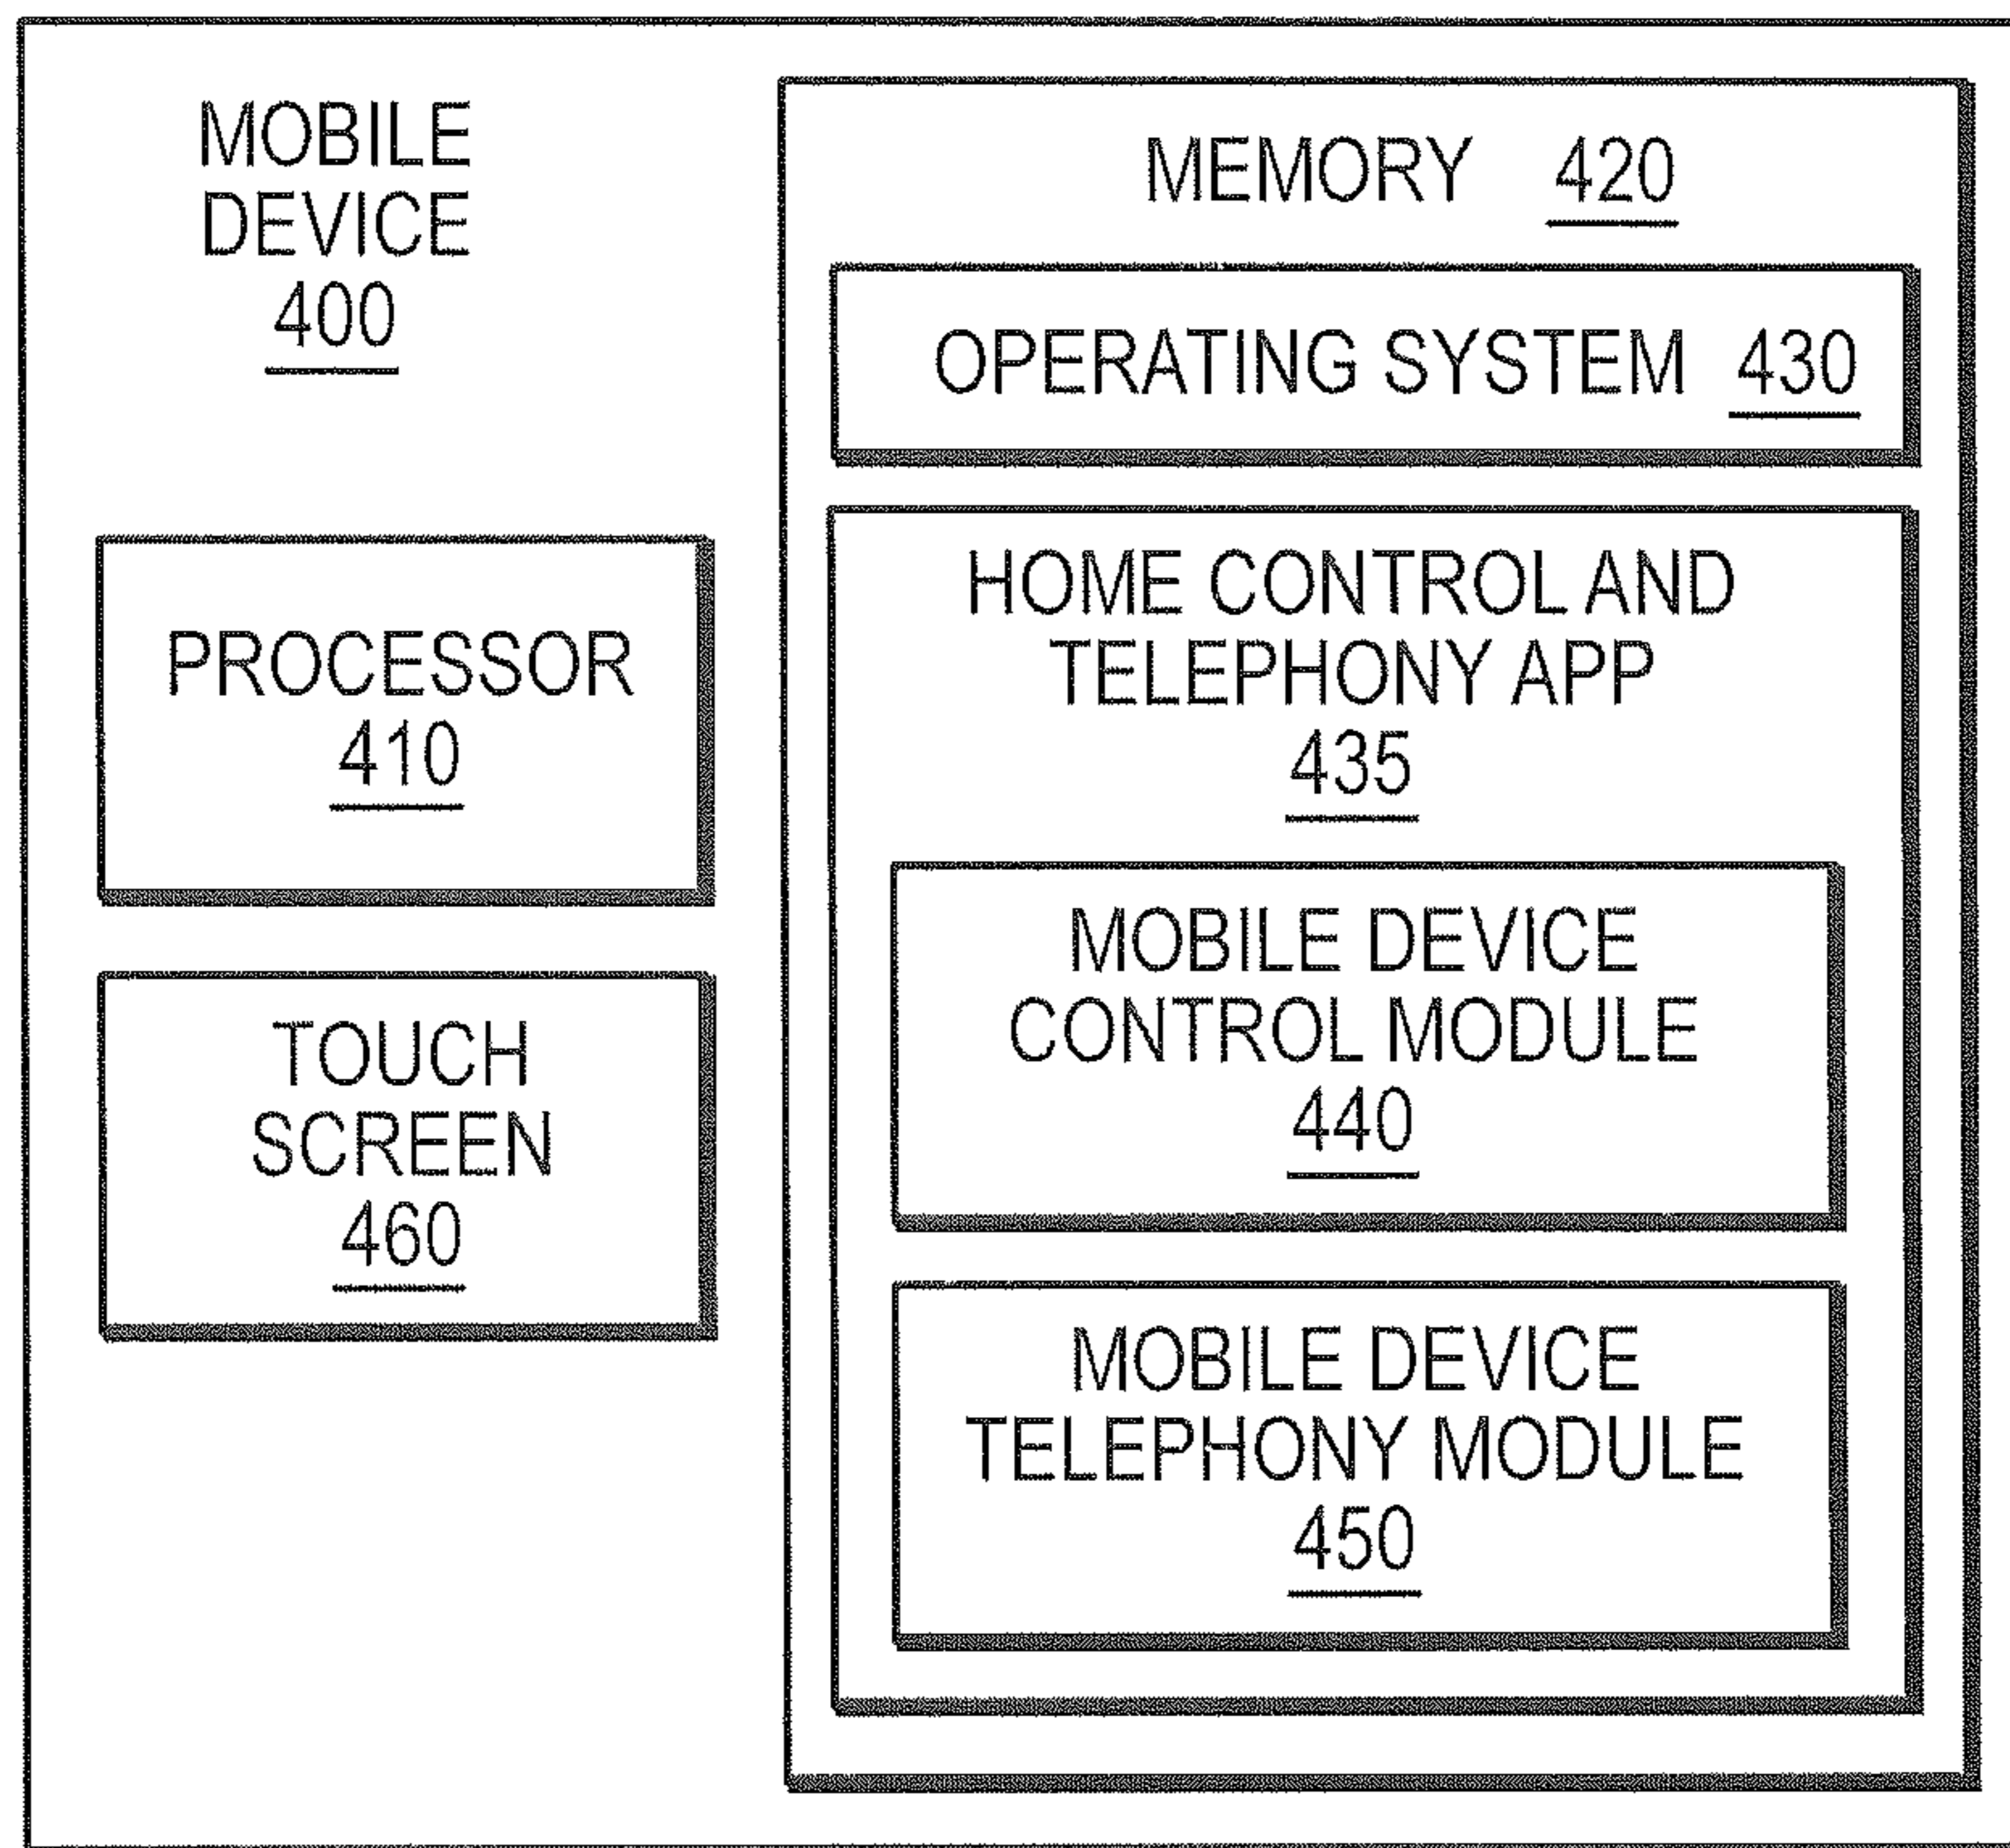 MOBILE
DEVICE
400
PROCESSOR
410
TOUCH
SCREEN
460
MEMORY 420
OPERATING SYSTEM 430
HOME CONTROL AND
TELEPHONY APP
435
MOBILE DEVICE
CONTROL MODULE
440
MOBILE DEVICE
TELEPHONY MODULE
450